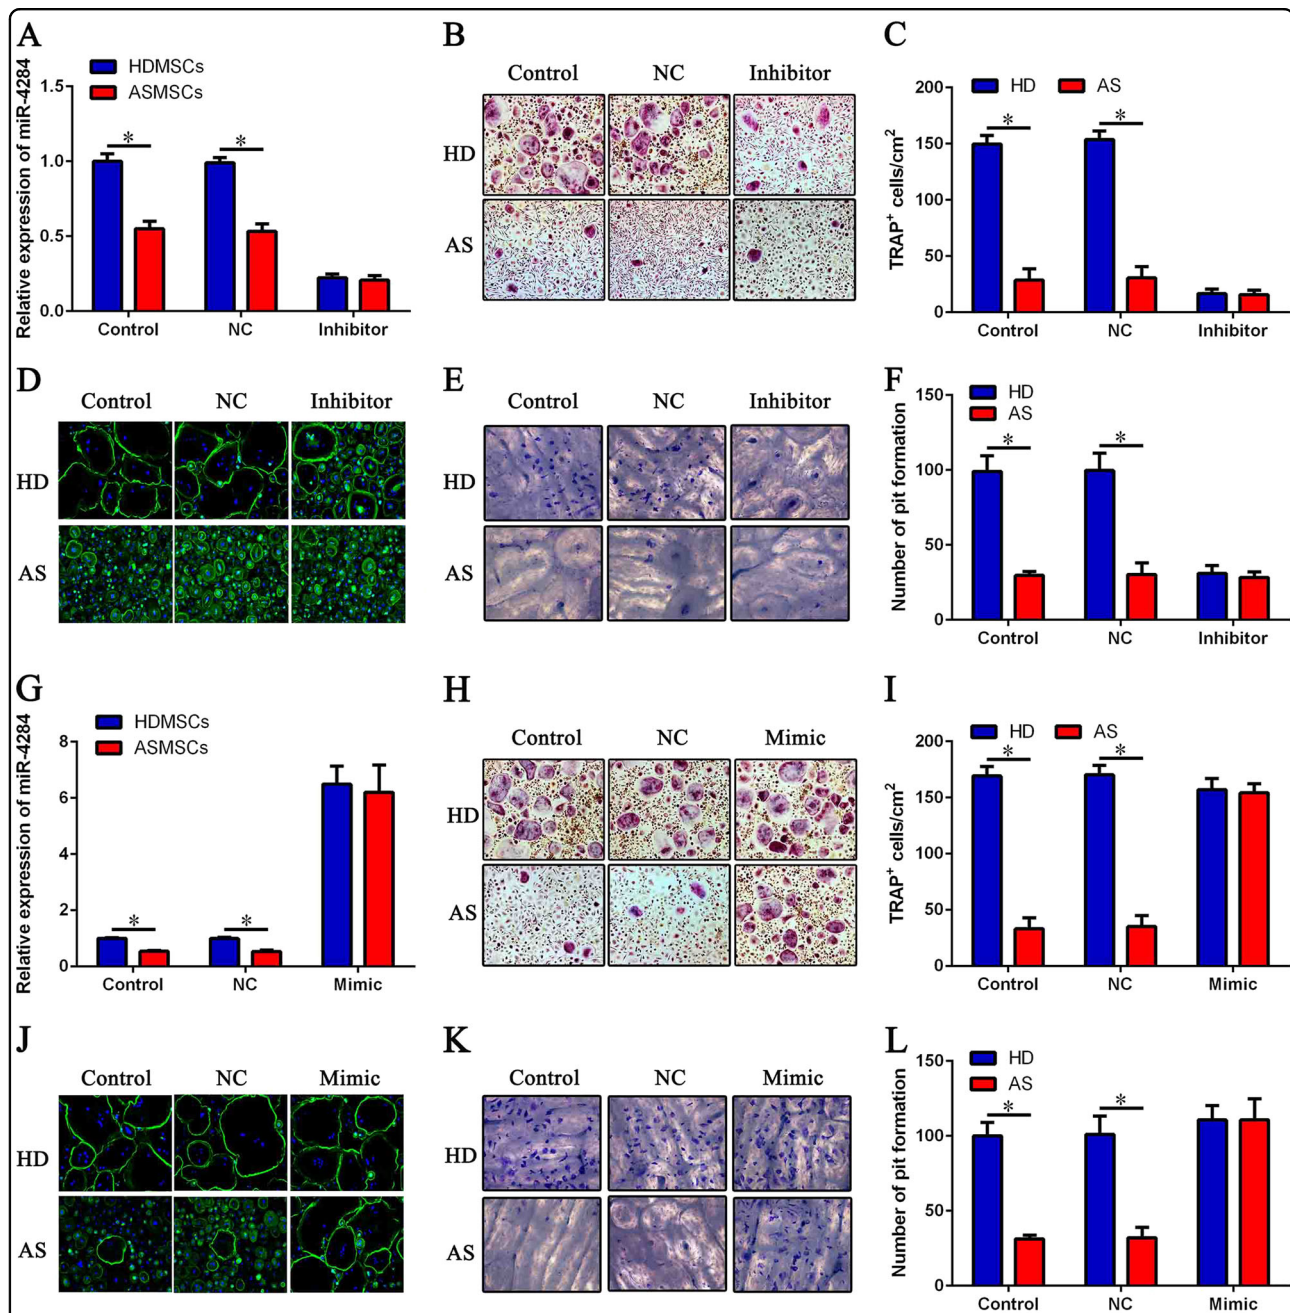 A
Relative expression of miR-4284
HDMSCs
ASMSCs
1.5
1.0
0.5
0.0
*
*
Control NC Inhibitor
B
Control NC Inhibitor
HD
AS
C
TRAP+ cells/cm2
HD AS
200
150
100
50
0
*
*
Control NC Inhibitor
D
Control NC Inhibitor
HD
AS
E
Control NC Inhibitor
HD
AS
F
Number of pit formation
HD
AS
150
100
50
0
*
*
Control NC Inhibitor
G
Relative expression of miR-4284
HDMSCs
ASMSCs
8
6
4
2
0
*
*
Control NC Mimic
H
Control NC Mimic
HD
AS
I
TRAP+ cells/cm2
HD AS
200
150
100
50
0
*
*
Control NC Mimic
J
Control NC Mimic
HD
AS
K
Control NC Mimic
HD
AS
L
Number of pit formation
HD
AS
150
100
50
0
*
*
Control NC Mimic